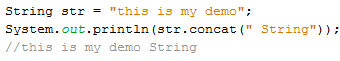 String str = "this is my demo";
System.out.println(str.concat(" String"));
//this is my demo String